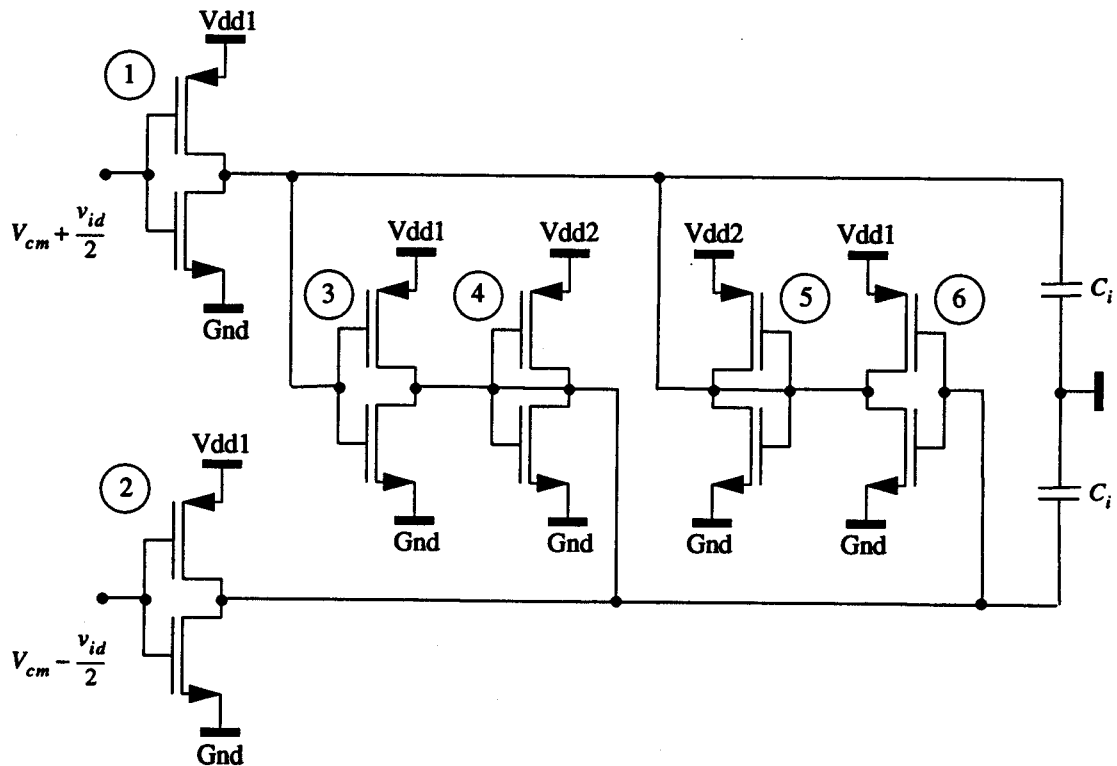 Vdd1
1
V_cm + v_id/2
Gnd
Vdd1
Vdd2
Vdd2
Vdd1
3
4
5
6
C_i
Gnd
Gnd
Gnd
Gnd
Vdd1
2
C_i
V_cm - v_id/2
Gnd